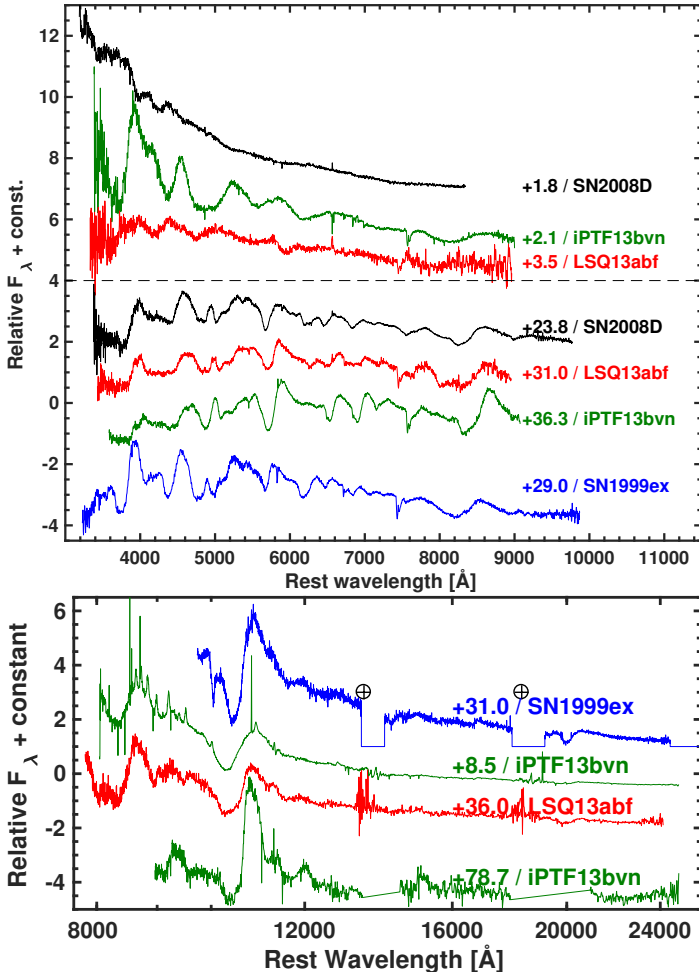 12
10
8
6
4
2
0
-2
-4
Relative F λ + const.
+1.8 / SN2008D
+2.1 / iPTF13bvn
+3.5 / LSQ13abf
+23.8 / SN2008D
+31.0 / LSQ13abf
+36.3 / iPTF13bvn
+29.0 / SN1999ex
4000 5000 6000 7000 8000 9000 10000 11000
Rest wavelength [Å]
6
4
2
0
-2
-4
Relative F λ + constant
⊕ ⊕
+31.0 / SN1999ex
+8.5 / iPTF13bvn
+36.0 / LSQ13abf
+78.7 / iPTF13bvn
8000 12000 16000 20000 24000
Rest Wavelength [Å]